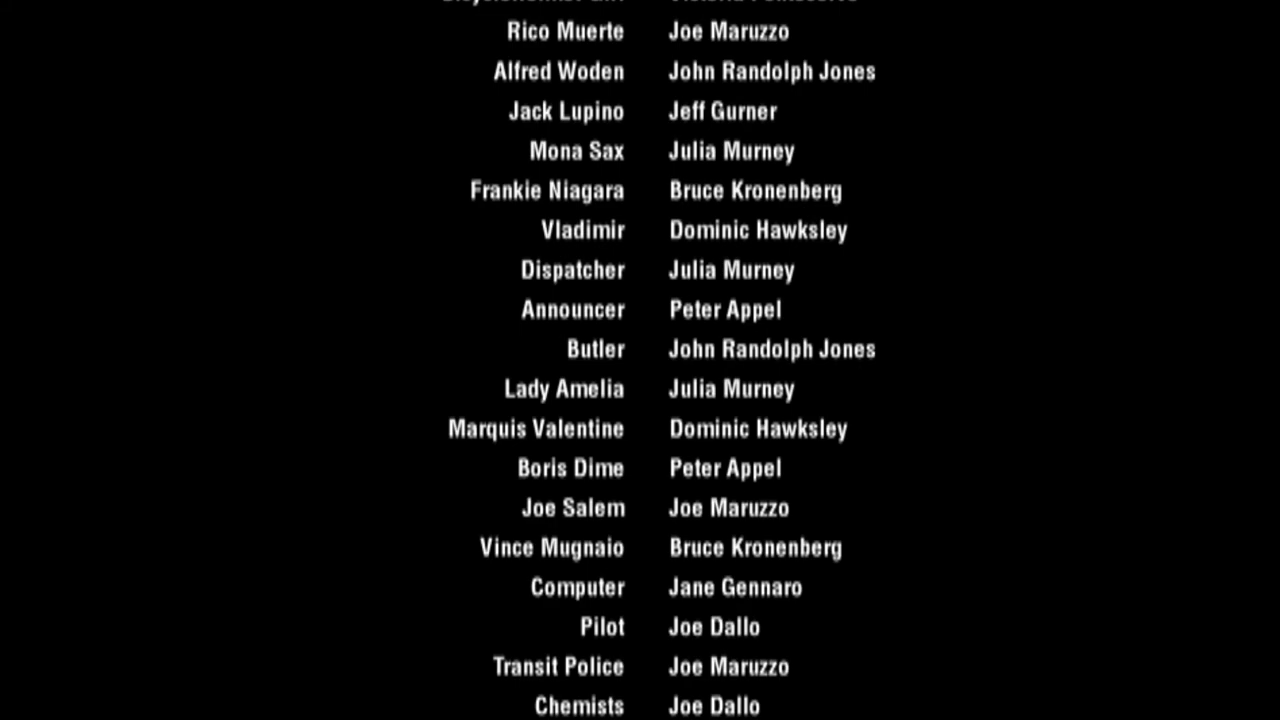 Rico Muerte Joe Maruzzo
Alfred Woden John Randolph Jones
Jack Lupino Jeff Gurner
Mona Sax Julia Murney
Frankie Niagara Bruce Kronenberg
Vladimir Dominic Hawksley
Dispatcher Julia Murney
Announcer Peter Appel
Butler John Randolph Jones
Lady Amelia Julia Murney
Marquis Valentine Dominic Hawksley
Boris Dime Peter Appel
Joe Salem Joe Maruzzo
Vince Mugnaio Bruce Kronenberg
Computer Jane Gennaro
Pilot Joe Dallo
Transit Police Joe Maruzzo
Chemists Joe Dallo